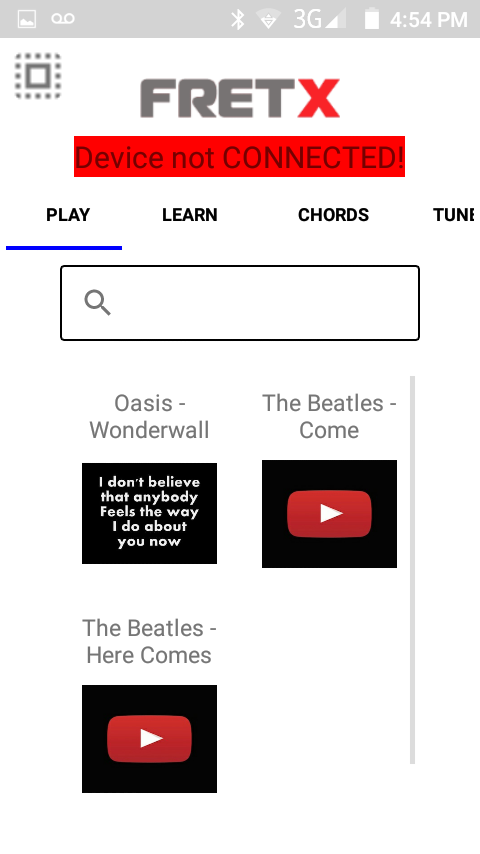 3G 4:54 PM
FRETX
Device not CONNECTED!
PLAY LEARN CHORDS TUNE
Oasis -
Wonderwall
The Beatles -
Come
I don't believe
that anybody
Feels the way
I do about
you now
The Beatles -
Here Comes